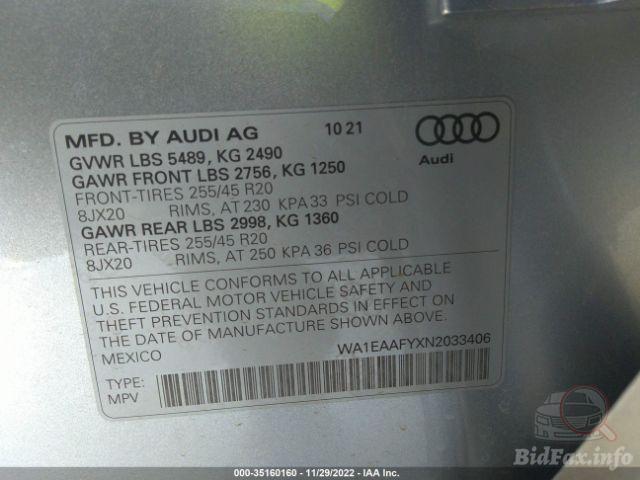 MFD. BY AUDI AG 10 21
GVWR LBS 5489, KG 2490
GAWR FRONT LBS 2756, KG 1250
FRONT-TIRES 255/45 R20
8JX20 RIMS, AT 230 KPA 33 PSI COLD
GAWR REAR LBS 2998, KG 1360
REAR-TIRES 255/45 R20
8JX20 RIMS, AT 250 KPA 36 PSI COLD
Audi
THIS VEHICLE CONFORMS TO ALL APPLICABLE
U.S. FEDERAL MOTOR VEHICLE SAFETY AND
THEFT PREVENTION STANDARDS IN EFFECT ON
THE DATE OF MANUFACTURE SHOWN ABOVE.
MEXICO WA1EAAFYXN2033406
TYPE:
MPV
BidFax.info
000-35160160 - 11/29/2022 - IAA Inc.